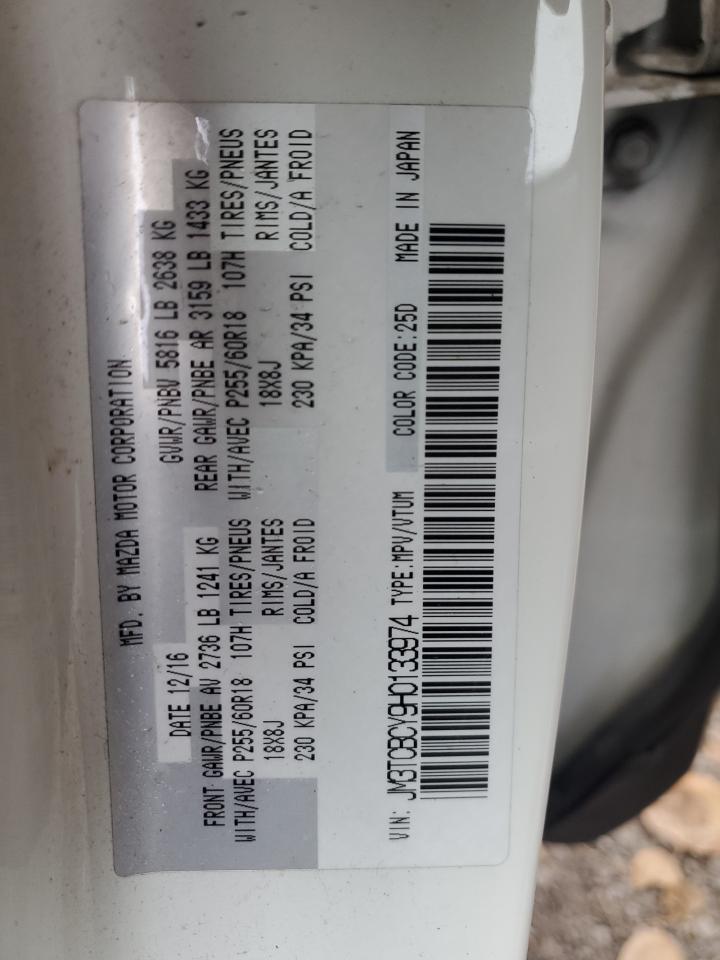 MFD. BY MAZDA MOTOR CORPORATION
DATE 12/16 GVWR/PNBV 5816 LB 2638 KG
FRONT GAWR/PNBE AV 2736 LB 1241 KG REAR GAWR/PNBE AR 3159 LB 1433 KG
WITH/AVEC P255/60R18 107H TIRES/PNEUS WITH/AVEC P255/60R18 107H TIRES/PNEUS
18X8J RIMS/JANTES 18X8J RIMS/JANTES
230 KPA/34 PSI COLD/A FROID 230 KPA/34 PSI COLD/A FROID
VIN: JM3TCBCY9H0133974 TYPE:MPV/VTUM COLOR CODE:25D MADE IN JAPAN